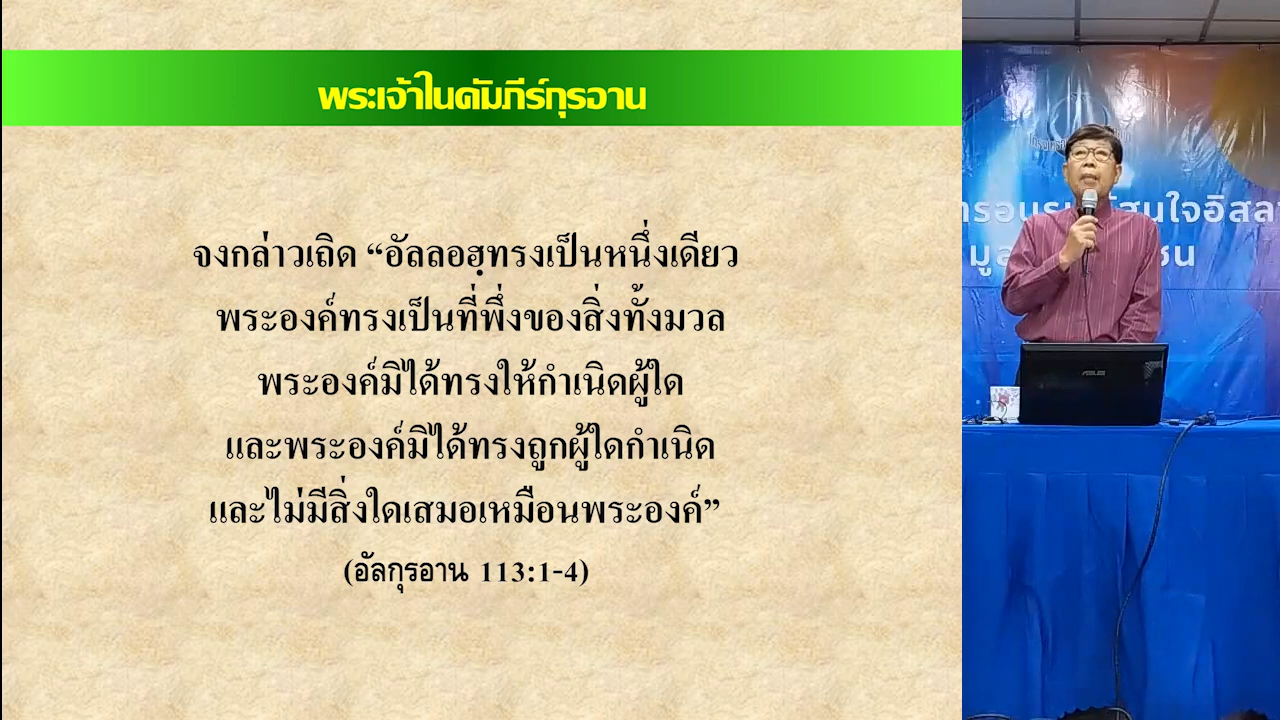 พระเจ้าในคัมภีร์กุรอาน
จงกล่าวเถิด “อัลลอฮฺทรงเป็นหนึ่งเดียว
พระองค์ทรงเป็นที่พึ่งของสิ่งทั้งมวล
พระองค์มิได้ทรงให้กำเนิดผู้ใด
และพระองค์มิได้ทรงถูกผู้ใดกำเนิด
และไม่มีสิ่งใดเสมอเหมือนพระองค์”
(อัลกุรอาน 113:1-4)
ASUS